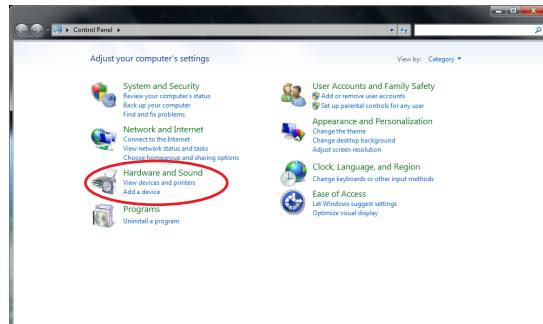 Control Panel
Adjust your computer's settings
View by: Category
System and Security
Review your computer's status
Back up your computer
Find and fix problems
Network and Internet
Connect to the Internet
View network status and tasks
Choose homegroup and sharing options
Hardware and Sound
View devices and printers
Add a device
Programs
Uninstall a program
User Accounts and Family Safety
Add or remove user accounts
Set up parental controls for any user
Appearance and Personalization
Change the theme
Change desktop background
Adjust screen resolution
Clock, Language, and Region
Change keyboards or other input methods
Ease of Access
Let Windows suggest settings
Optimize visual display